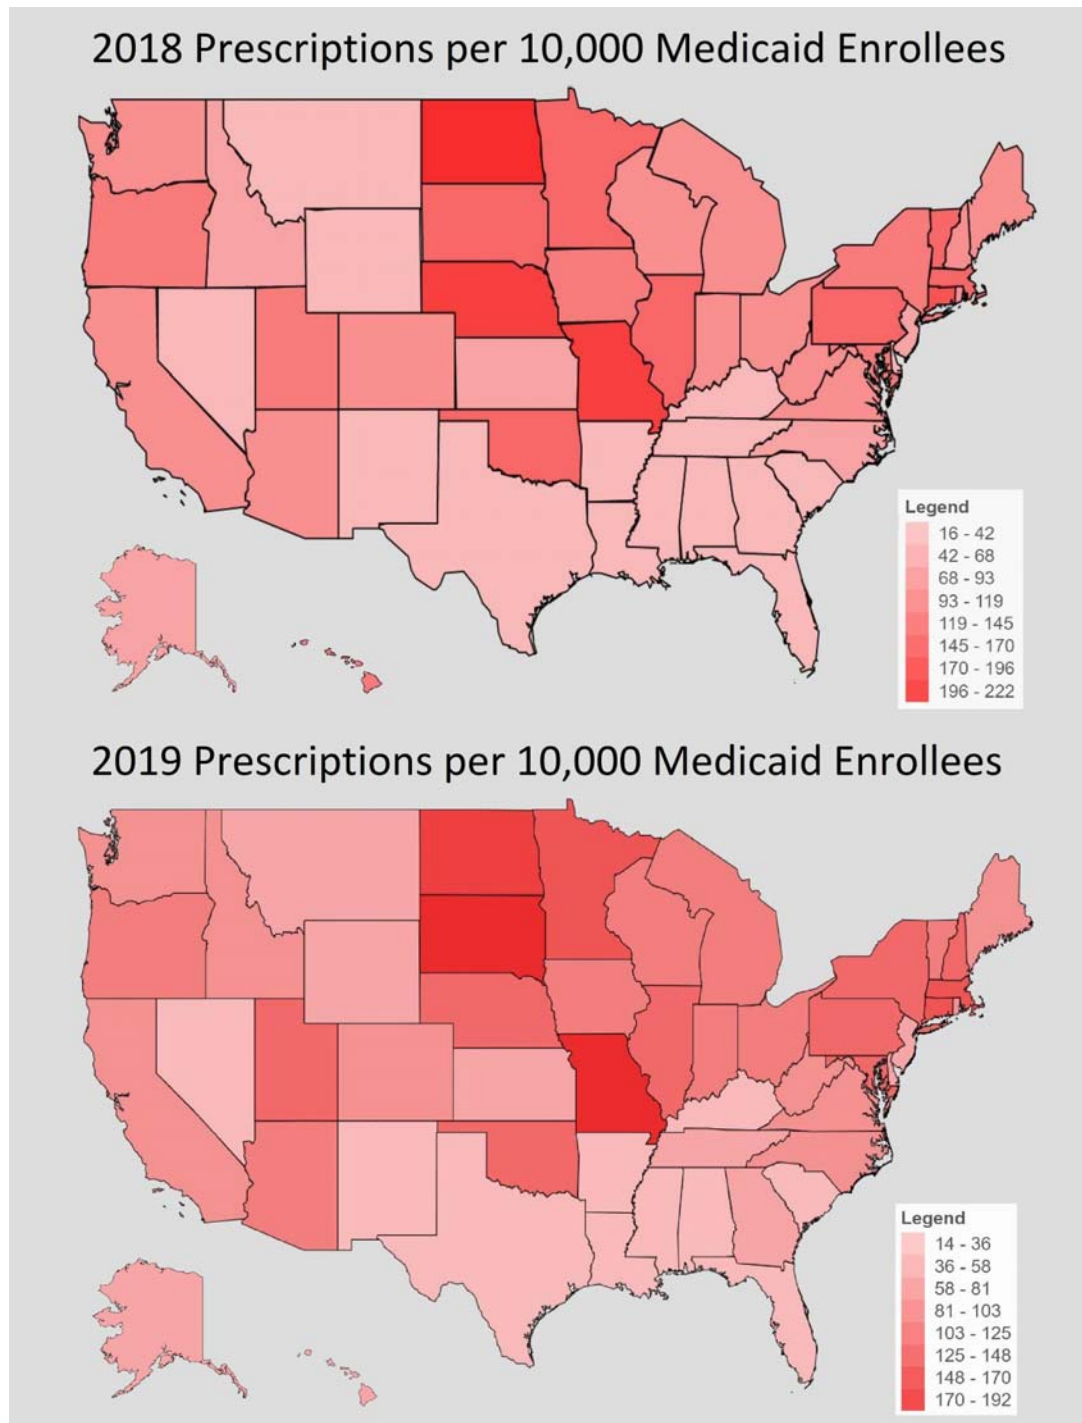 2018 Prescriptions per 10,000 Medicaid Enrollees
Legend
16 - 42
42 - 68
68 - 93
93 - 119
119 - 145
145 - 170
170 - 196
196 - 222
2019 Prescriptions per 10,000 Medicaid Enrollees
Legend
14 - 36
36 - 58
58 - 81
81 - 103
103 - 125
125 - 148
148 - 170
170 - 192